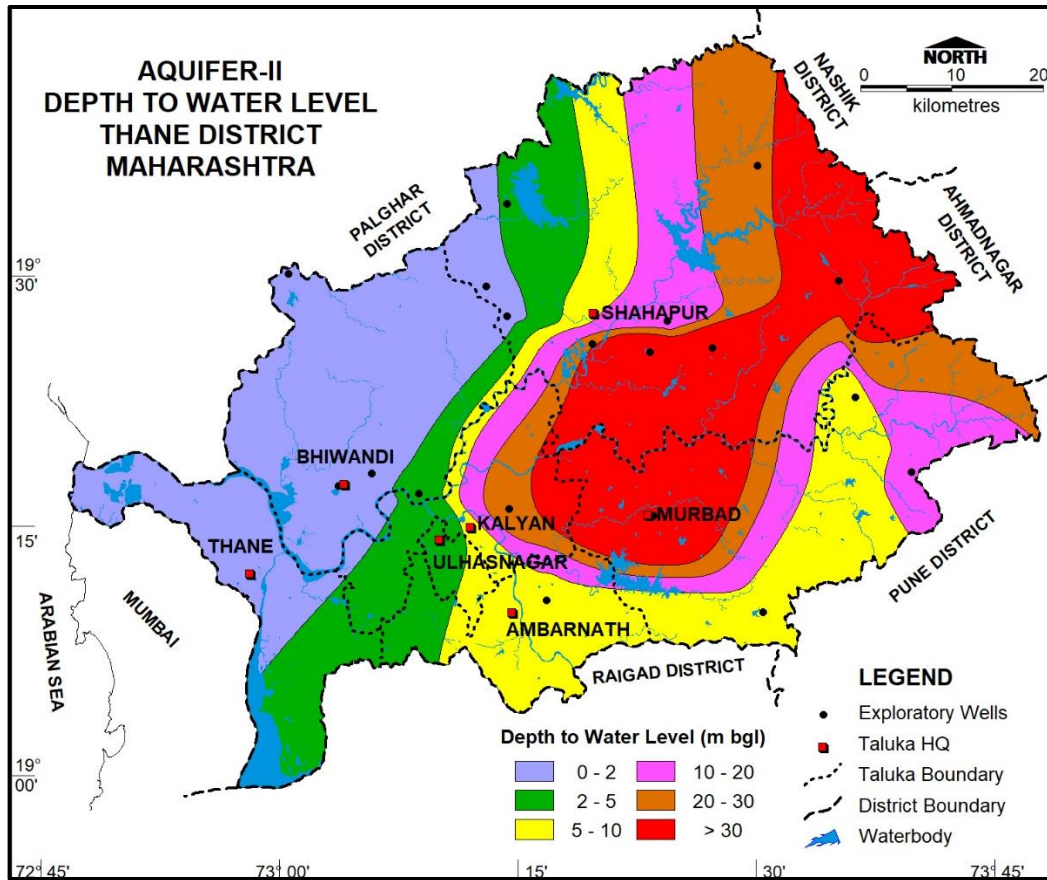 AQUIFER-II
DEPTH TO WATER LEVEL
THANE DISTRICT
MAHARASHTRA
NORTH
0 10 20
kilometres
NASHIK
DISTRICT
AHMADNAGAR
DISTRICT
PALGHAR
DISTRICT
19°
30'
SHAHAPUR
BHIWANDI
KALYAN
MURBAD
15'
THANE
ULHASNAGAR
AMBARNATH
PUNE DISTRICT
MUMBAI
ARABIAN SEA
RAIGAD DISTRICT
LEGEND
Exploratory Wells
Taluka HQ
Taluka Boundary
District Boundary
Waterbody
Depth to Water Level (m bgl)
0 - 2 10 - 20
2 - 5 20 - 30
5 - 10 > 30
19°
00'
72° 45' 73° 00' 15' 30' 73° 45'